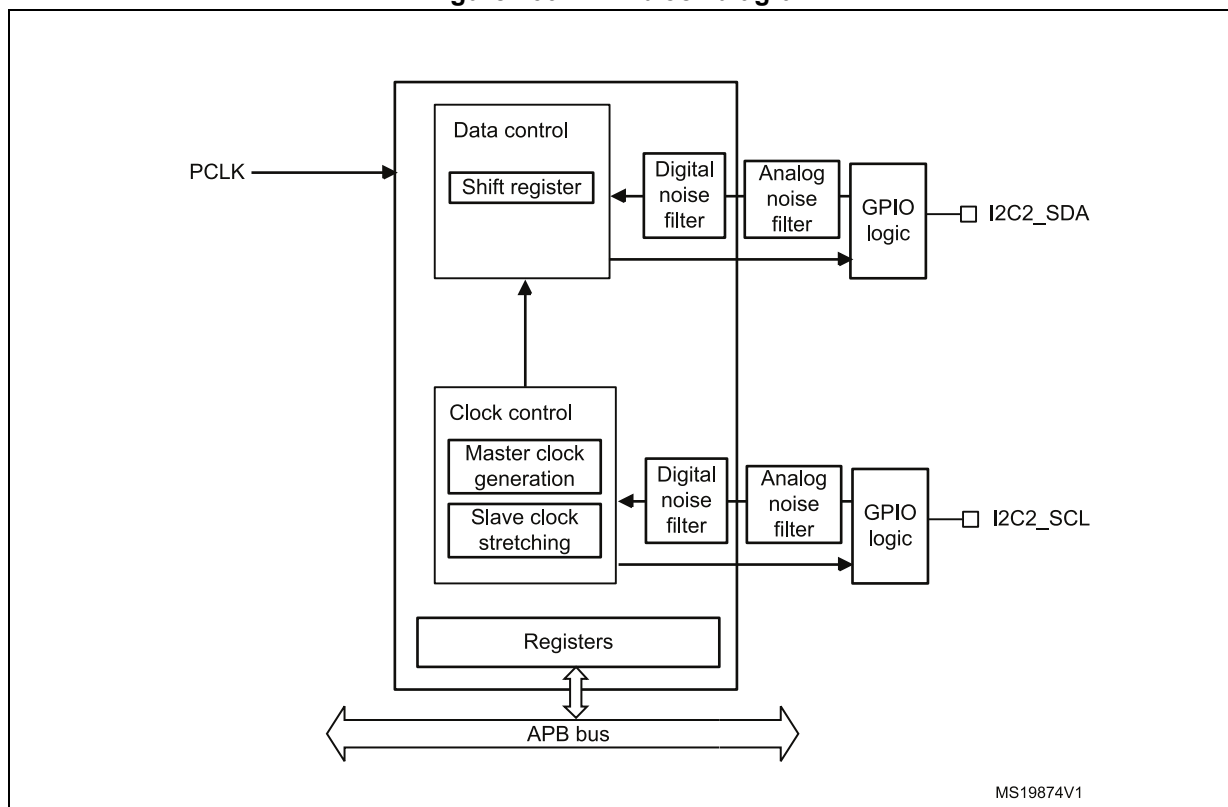 Data control
Shift register
PCLK
Digital
noise
filter
Analog
noise
filter
GPIO
logic
I2C2_SDA
Clock control
Master clock
generation
Slave clock
stretching
Digital
noise
filter
Analog
noise
filter
GPIO
logic
I2C2_SCL
Registers
APB bus
MS19874V1